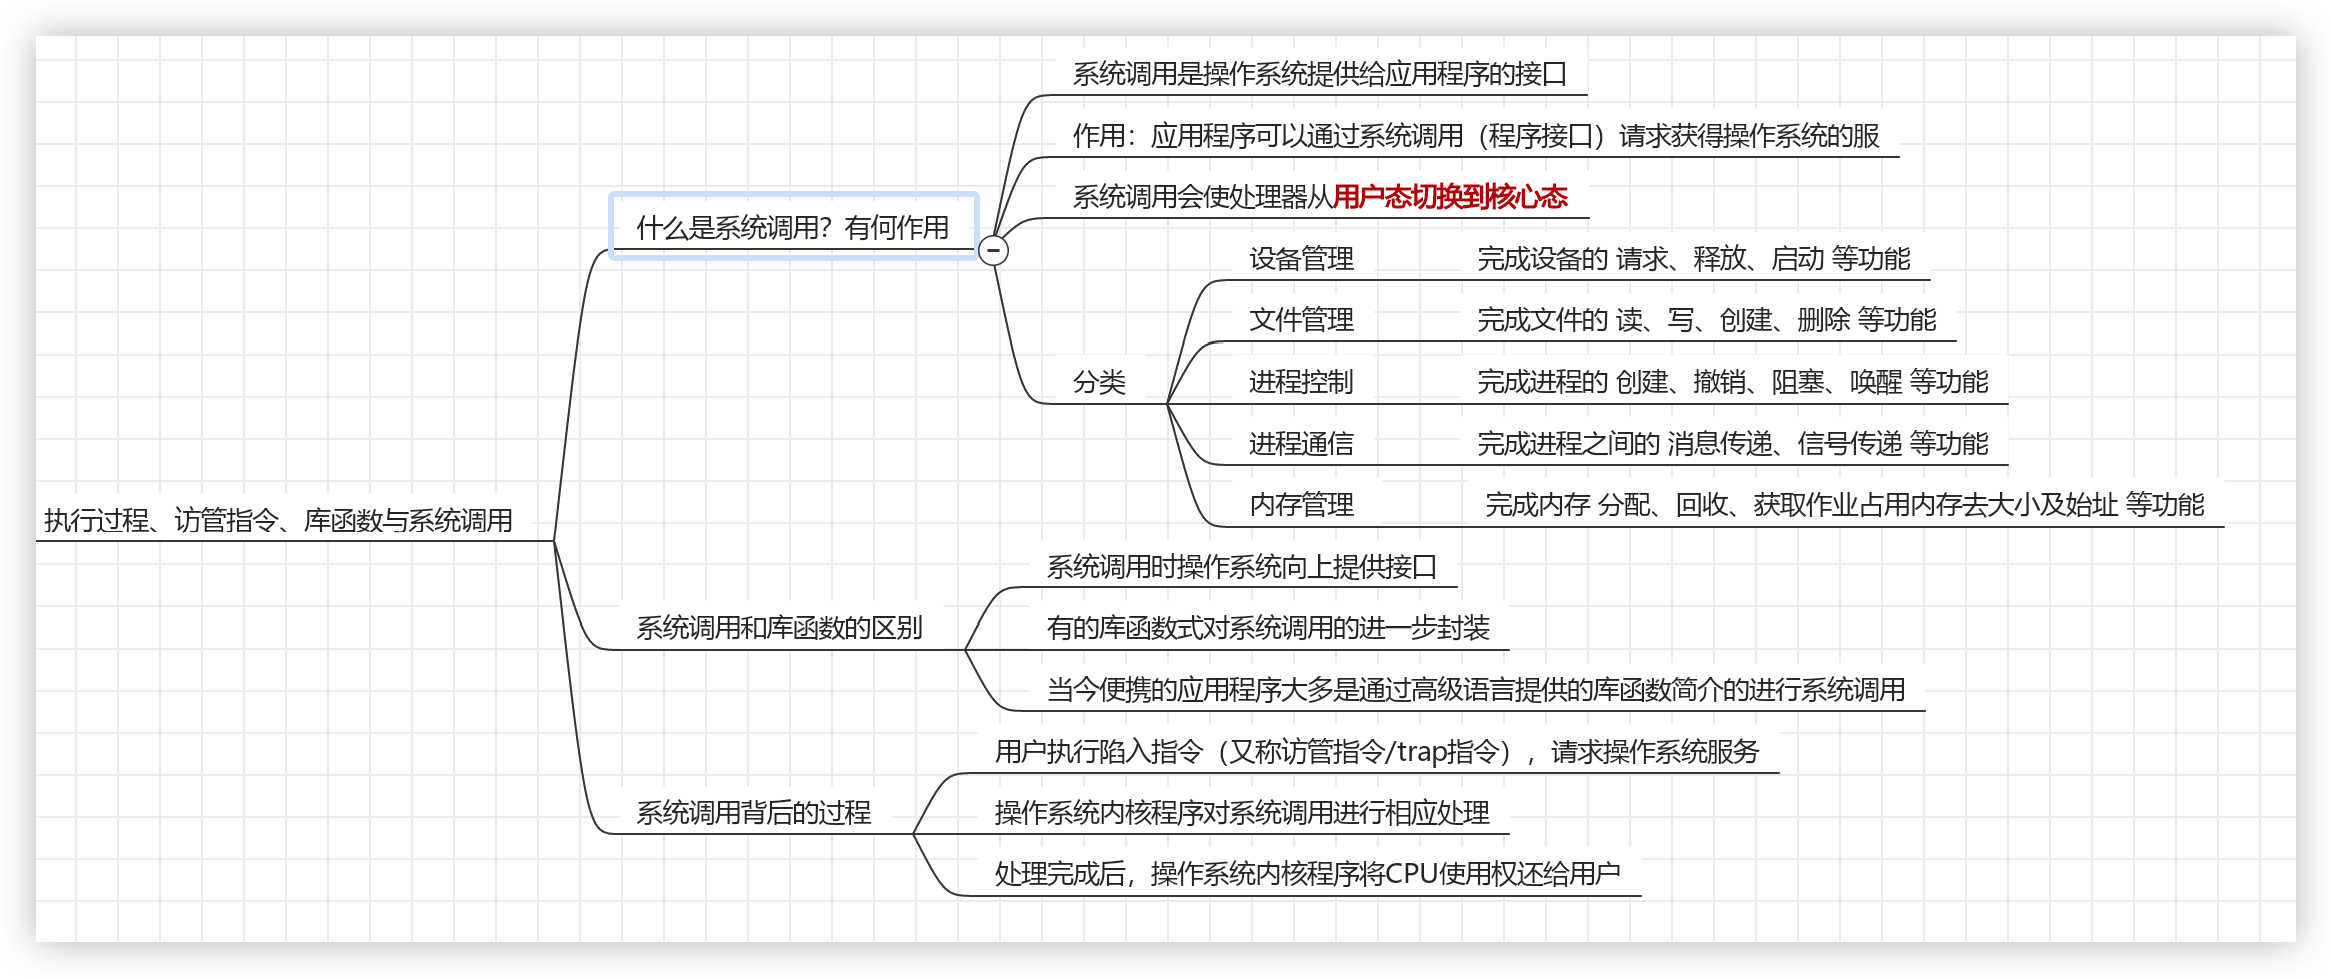 系统调用是操作系统提供给应用程序的接口
作用：应用程序可以通过系统调用（程序接口）请求获得操作系统的服
系统调用会使处理器从用户态切换到核心态
什么是系统调用？有何作用
设备管理 完成设备的 请求、释放、启动 等功能
文件管理 完成文件的 读、写、创建、删除 等功能
分类 进程控制 完成进程的 创建、撤销、阻塞、唤醒 等功能
进程通信 完成进程之间的 消息传递、信号传递 等功能
内存管理 完成内存 分配、回收、获取作业占用内存去大小及始址 等功能
执行过程、访管指令、库函数与系统调用
系统调用时操作系统向上提供接口
系统调用和库函数的区别 有的库函数式对系统调用的进一步封装
当今便携的应用程序大多是通过高级语言提供的库函数简介的进行系统调用
用户执行陷入指令（又称访管指令/trap指令），请求操作系统服务
系统调用背后的过程 操作系统内核程序对系统调用进行相应处理
处理完成后，操作系统内核程序将CPU使用权还给用户